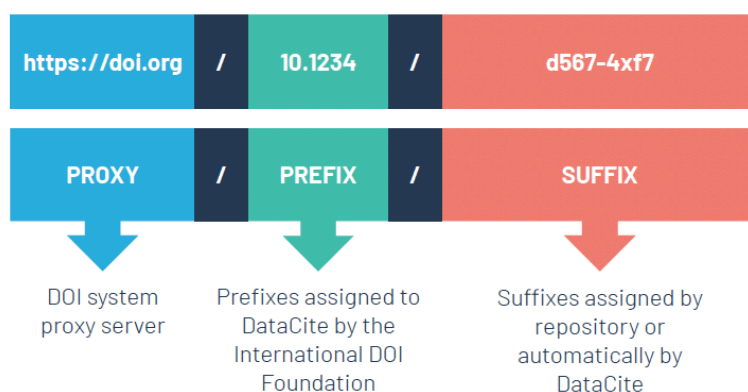 https://doi.org / 10.1234 / d567-4xf7
PROXY / PREFIX / SUFFIX
DOI system
proxy server
Prefixes assigned to
DataCite by the
International DOI
Foundation
Suffixes assigned by
repository or
automatically by
DataCite